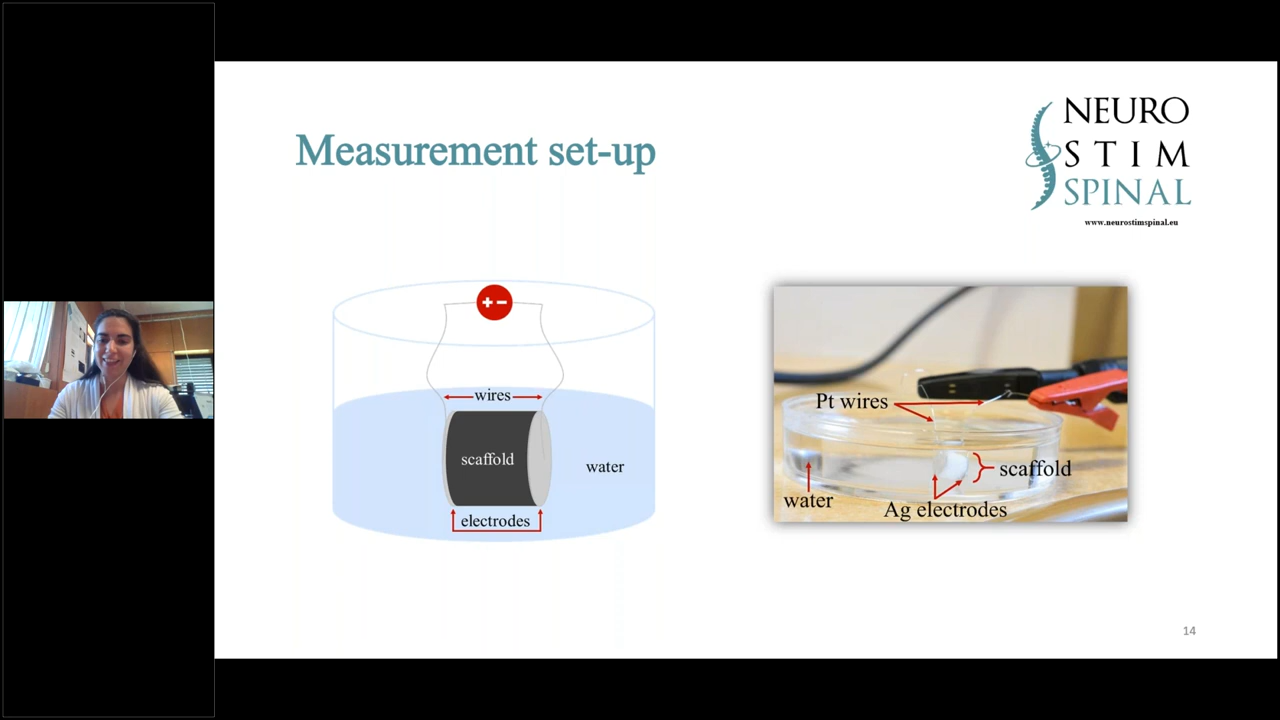 Measurement set-up
NEURO
STIM
SPINAL
www.neurostimspinal.eu
+ -
wires
scaffold
water
electrodes
Pt wires
scaffold
water
Ag electrodes
14